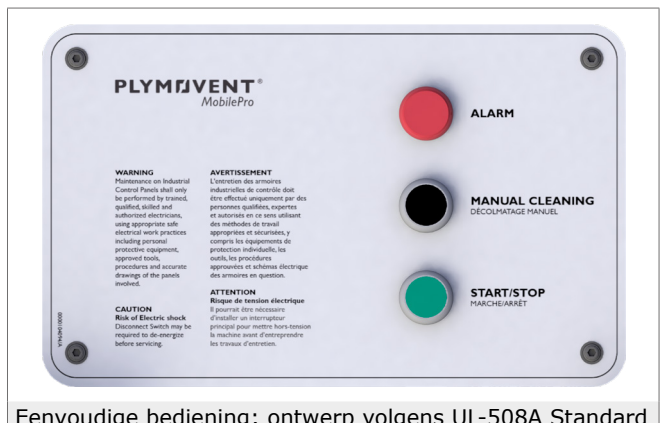 PLYMOVENT®
MobilePro
ALARM
MANUAL CLEANING
DÉCOLMATAGE MANUEL
START/STOP
MARCHE/ARRÊT
WARNING
Maintenance on Industrial
Control Panels shall only
be performed by trained,
qualified, skilled and
authorized electricians,
using appropriate safe
electrical work practices
including personal
protective equipment,
approved tools,
procedures and accurate
drawings of the panels
involved.
CAUTION
Risk of Electric shock
Disconnect Switch may be
required to de-energize
before servicing.
AVERTISSEMENT
L'entretien des armoires
industrielles de contrôle doit
être effectué uniquement par des
personnes qualifiées, expertes
et autorisés en ce sens utilisant
des méthodes de travail
appropriées et sécurisées, y
compris les équipements de
protection individuelle, les
outils, les procédures
approuvées et schémas électrique
des armoires en question.
ATTENTION
Risque de tension électrique
Il pourrait être nécessaire
d'installer un interrupteur
principal pour mettre hors-tension
la machine avant d'entreprendre
les travaux d'entretien.
Eenvoudige bediening; ontwerp volgens UL-508A Standard